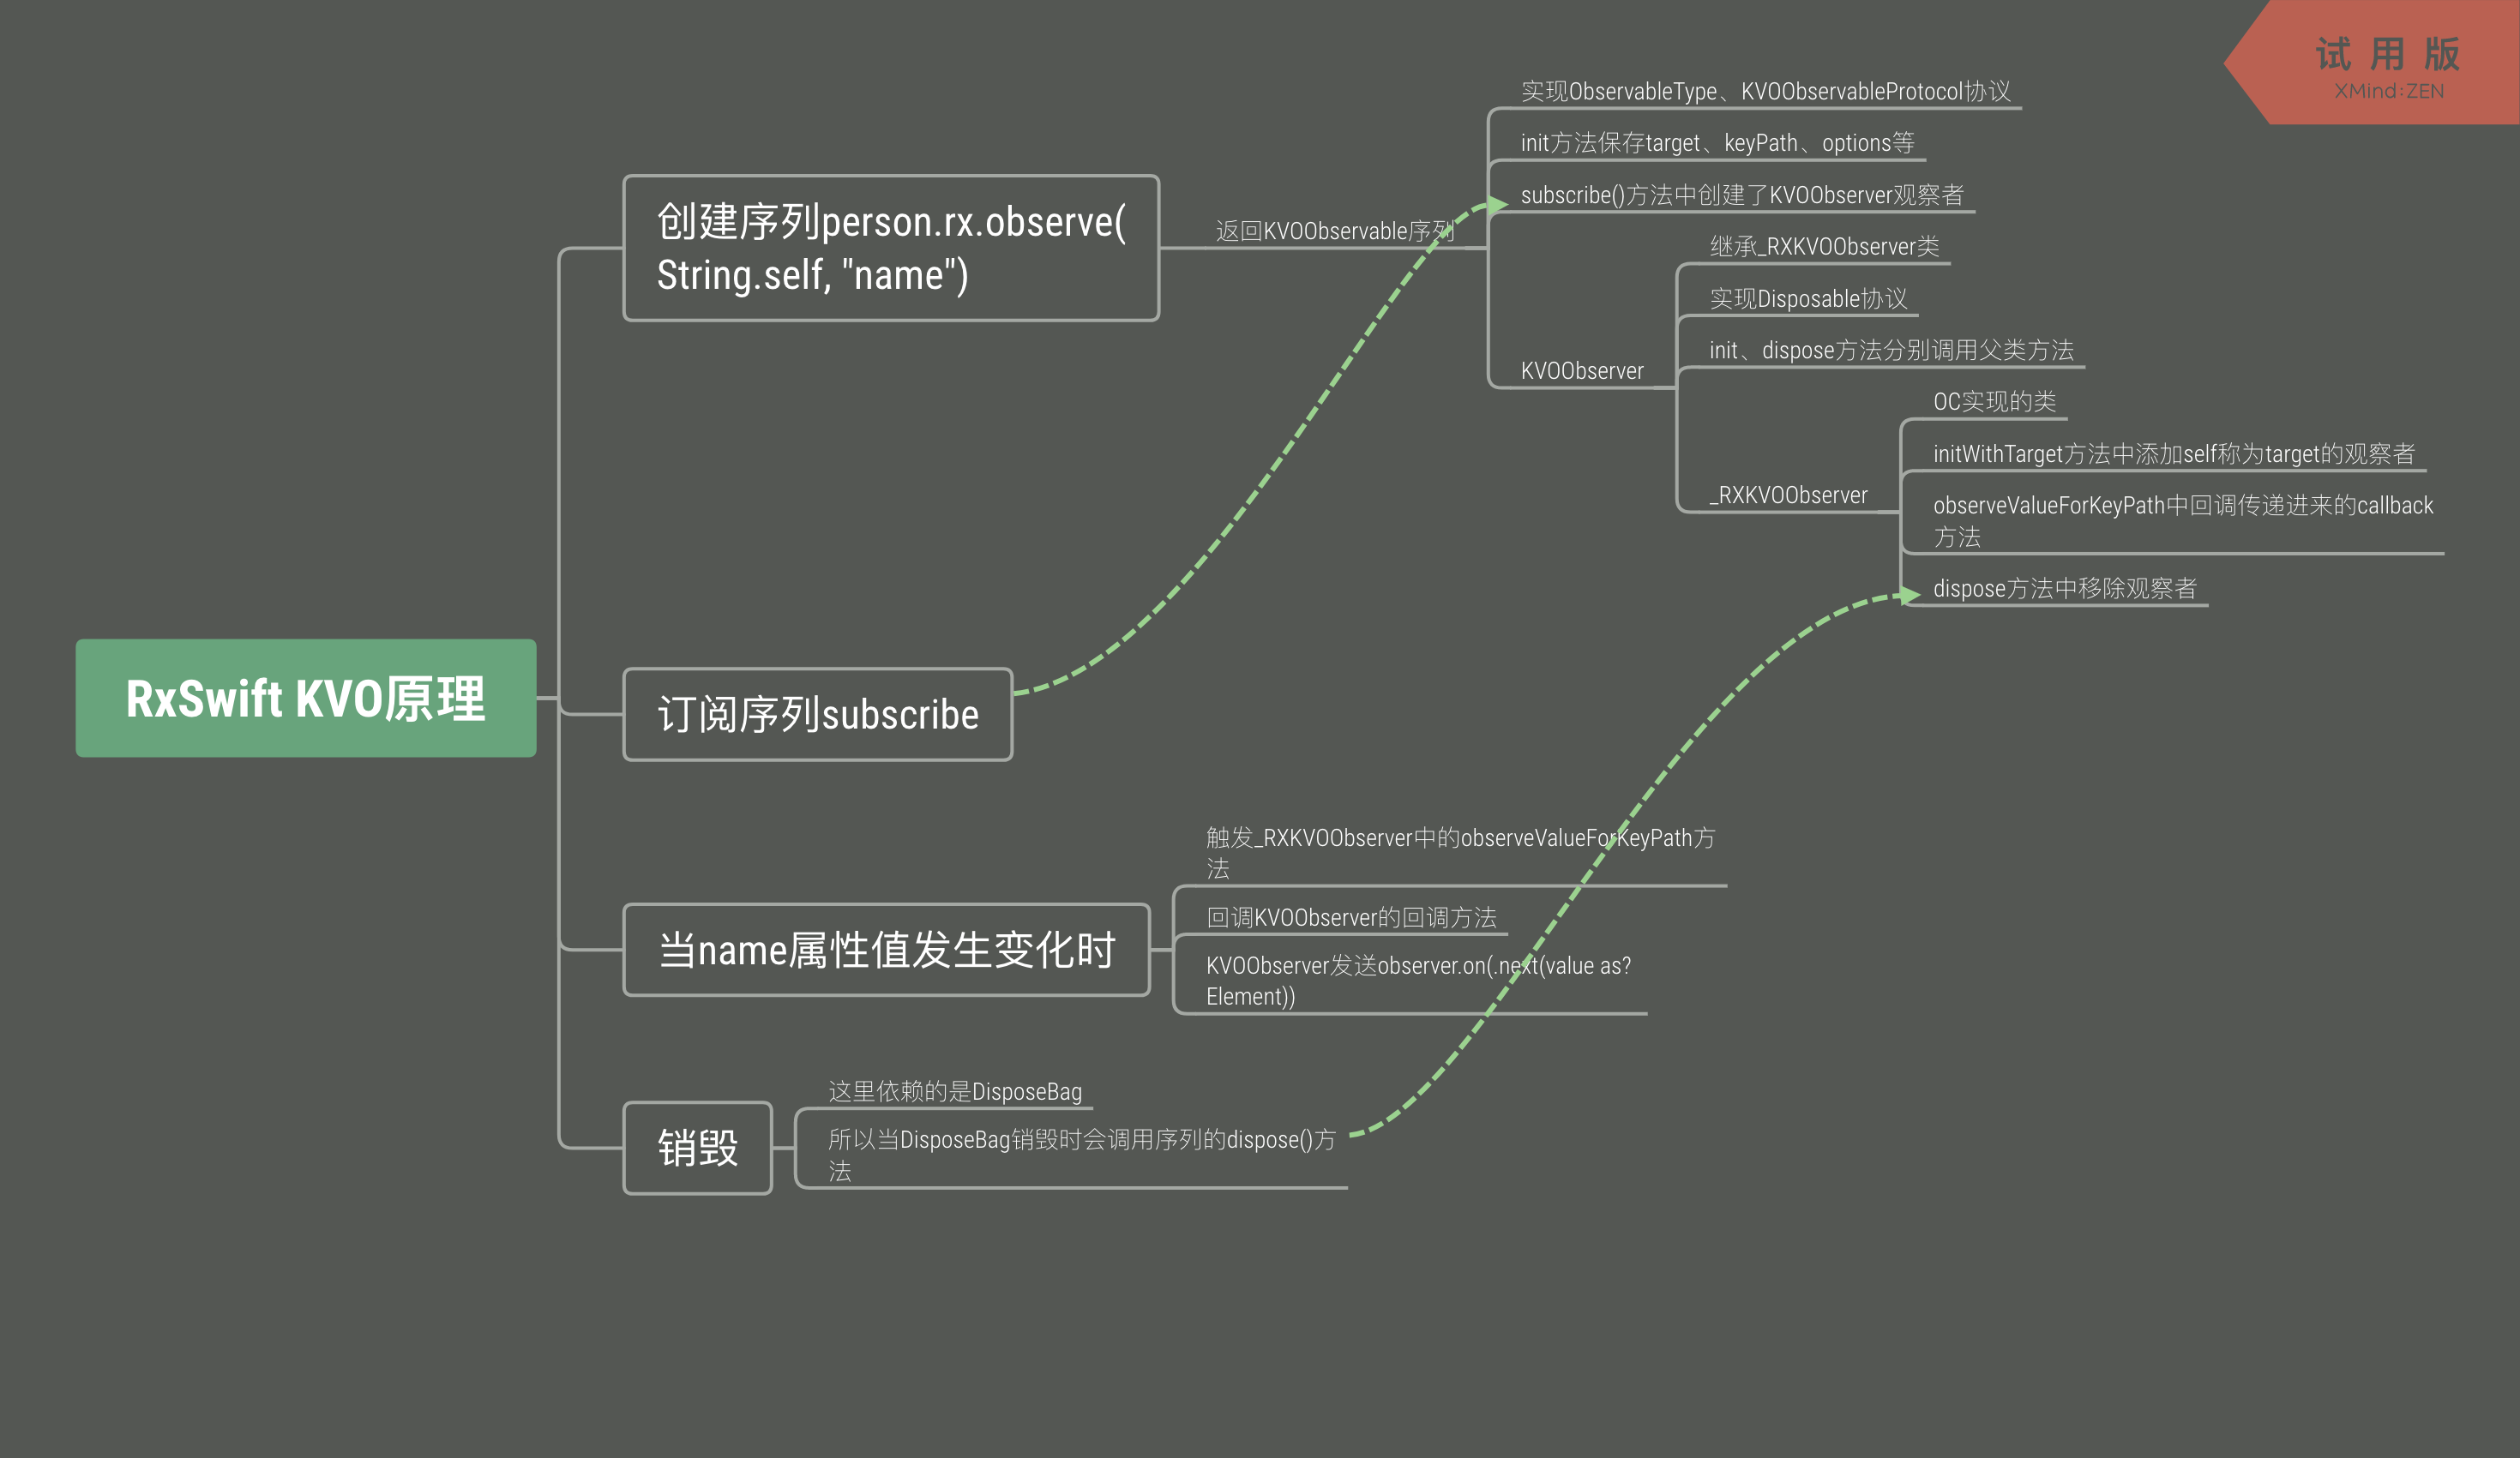 试用版
XMind:ZEN
RxSwift KVO原理
创建序列person.rx.observe(
String.self, "name")
返回KVOObservable序列
实现ObservableType、KVOObservableProtocol协议
init方法保存target、keyPath、options等
subscribe()方法中创建了KVOObserver观察者
KVOObserver
继承_RXKVOObserver类
实现Disposable协议
init、dispose方法分别调用父类方法
_RXKVOObserver
OC实现的类
initWithTarget方法中添加self称为target的观察者
observeValueForKeyPath中回调传递进来的callback
方法
dispose方法中移除观察者
订阅序列subscribe
当name属性值发生变化时
触发_RXKVOObserver中的observeValueForKeyPath方
法
回调KVOObserver的回调方法
KVOObserver发送observer.on(.next(value as?
Element))
销毁
这里依赖的是DisposeBag
所以当DisposeBag销毁时会调用序列的dispose()方
法